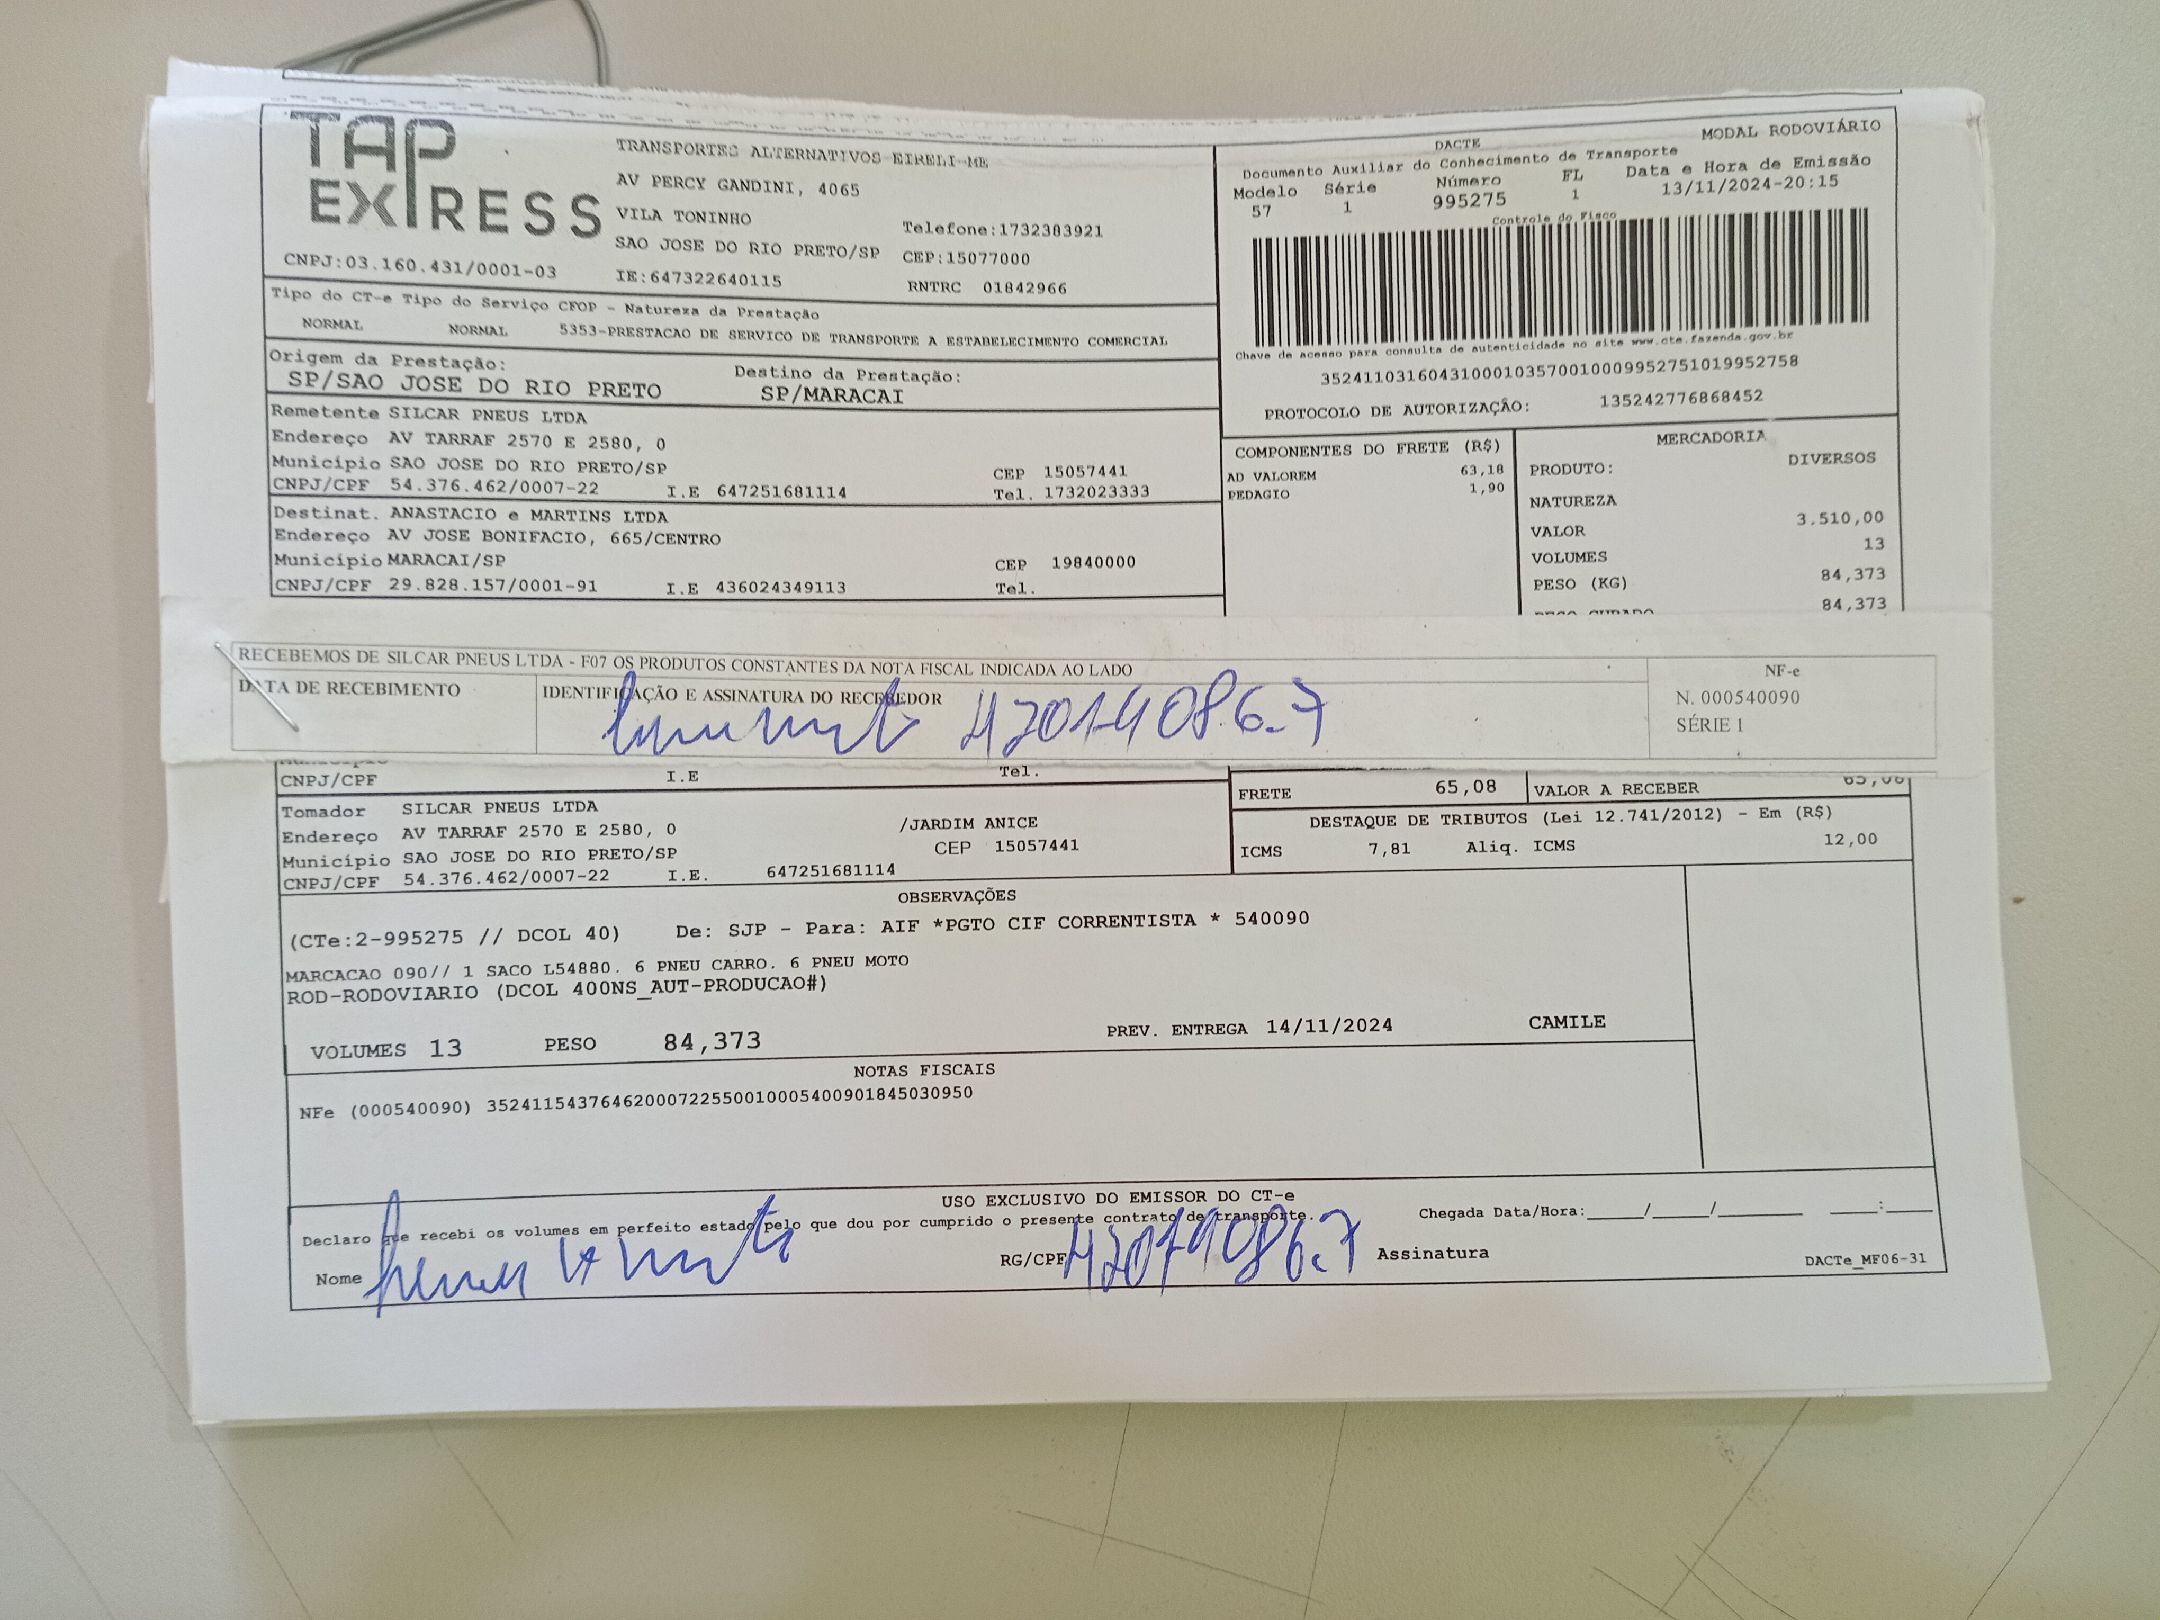 TAP
EXPRESS
CNPJ:03.160.431/0001-03
TRANSPORTES ALTERNATIVOS EIRELI-ME
AV PERCY GANDINI, 4065
VILA TONINHO
Telefone:1732383921
SAO JOSE DO RIO PRETO/SP CEP:15077000
IE:647322640115 RNTRC 01842966
DACTE MODAL RODOVIÁRIO
Documento Auxiliar do Conhecimento de Transporte
Modelo Série Número FL Data e Hora de Emissão
57 1 995275 1 13/11/2024-20:15
Controle do Fisco
Chave de acesso para consulta de autenticidade no site www.cte.fazenda.gov.br
35241103160431000103570010009952751019952758
PROTOCOLO DE AUTORIZAÇÃO: 135242776868452
Tipo do CT-e Tipo do Serviço CFOP - Natureza da Prestação
NORMAL NORMAL 5353-PRESTACAO DE SERVICO DE TRANSPORTE A ESTABELECIMENTO COMERCIAL
Origem da Prestação: Destino da Prestação:
SP/SAO JOSE DO RIO PRETO SP/MARACAI
Remetente SILCAR PNEUS LTDA
Endereço AV TARRAF 2570 E 2580, 0
Município SAO JOSE DO RIO PRETO/SP CEP 15057441
CNPJ/CPF 54.376.462/0007-22 I.E 647251681114 Tel. 1732023333
Destinat. ANASTACIO e MARTINS LTDA
Endereço AV JOSE BONIFACIO, 665/CENTRO
Município MARACAI/SP CEP 19840000
CNPJ/CPF 29.828.157/0001-91 I.E 436024349113 Tel.
COMPONENTES DO FRETE (R$)
AD VALOREM 63,18
PEDAGIO 1,90
MERCADORIA
PRODUTO: DIVERSOS
NATUREZA
VALOR 3.510,00
VOLUMES 13
PESO (KG) 84,373
84,373
RECEBEMOS DE SILCAR PNEUS LTDA - F07 OS PRODUTOS CONSTANTES DA NOTA FISCAL INDICADA AO LADO
DATA DE RECEBIMENTO
IDENTIFICAÇÃO E ASSINATURA DO RECEBEDOR
42014086.7
NF-e
N. 000540090
SÉRIE 1
CNPJ/CPF I.E Tel.
FRETE 65,08 VALOR A RECEBER 65,08
Tomador SILCAR PNEUS LTDA
Endereço AV TARRAF 2570 E 2580, 0 /JARDIM ANICE
Município SAO JOSE DO RIO PRETO/SP CEP 15057441
CNPJ/CPF 54.376.462/0007-22 I.E. 647251681114
DESTAQUE DE TRIBUTOS (Lei 12.741/2012) - Em (R$)
ICMS 7,81 Aliq. ICMS 12,00
OBSERVAÇÕES
(CTe:2-995275 // DCOL 40) De: SJP - Para: AIF *PGTO CIF CORRENTISTA * 540090
MARCACAO 090// 1 SACO L54880. 6 PNEU CARRO. 6 PNEU MOTO
ROD-RODOVIARIO (DCOL 400NS_AUT-PRODUCAO#)
VOLUMES 13 PESO 84,373 PREV. ENTREGA 14/11/2024 CAMILE
NOTAS FISCAIS
NFe (000540090) 35241154376462000722550010005400901845030950
USO EXCLUSIVO DO EMISSOR DO CT-e
Declaro que recebi os volumes em perfeito estado pelo que dou por cumprido o presente contrato de transporte.
Chegada Data/Hora:_____/_____/________ ____:____
Nome RG/CPF 42014086.7 Assinatura
DACTe_MF06-31